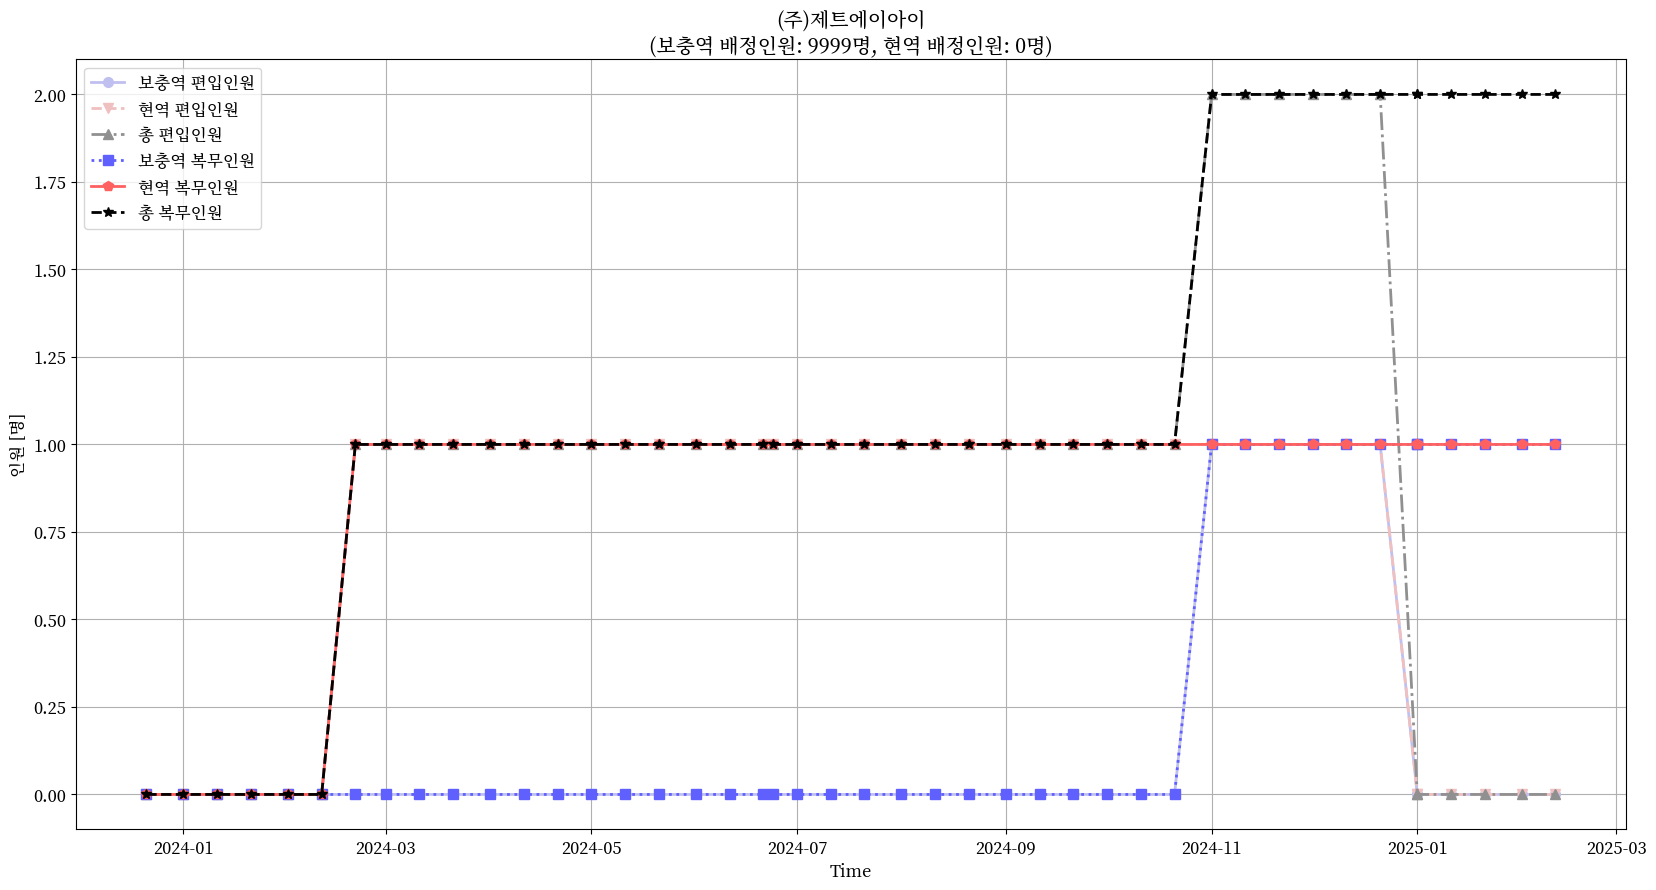 (주)제트에이아이
(보충역 배정인원: 9999명, 현역 배정인원: 0명)
보충역 편입인원
현역 편입인원
총 편입인원
보충역 복무인원
현역 복무인원
총 복무인원
2.00
1.75
1.50
1.25
1.00
0.75
0.50
0.25
0.00
인원 [명]
2024-01 2024-03 2024-05 2024-07 2024-09 2024-11 2025-01 2025-03
Time